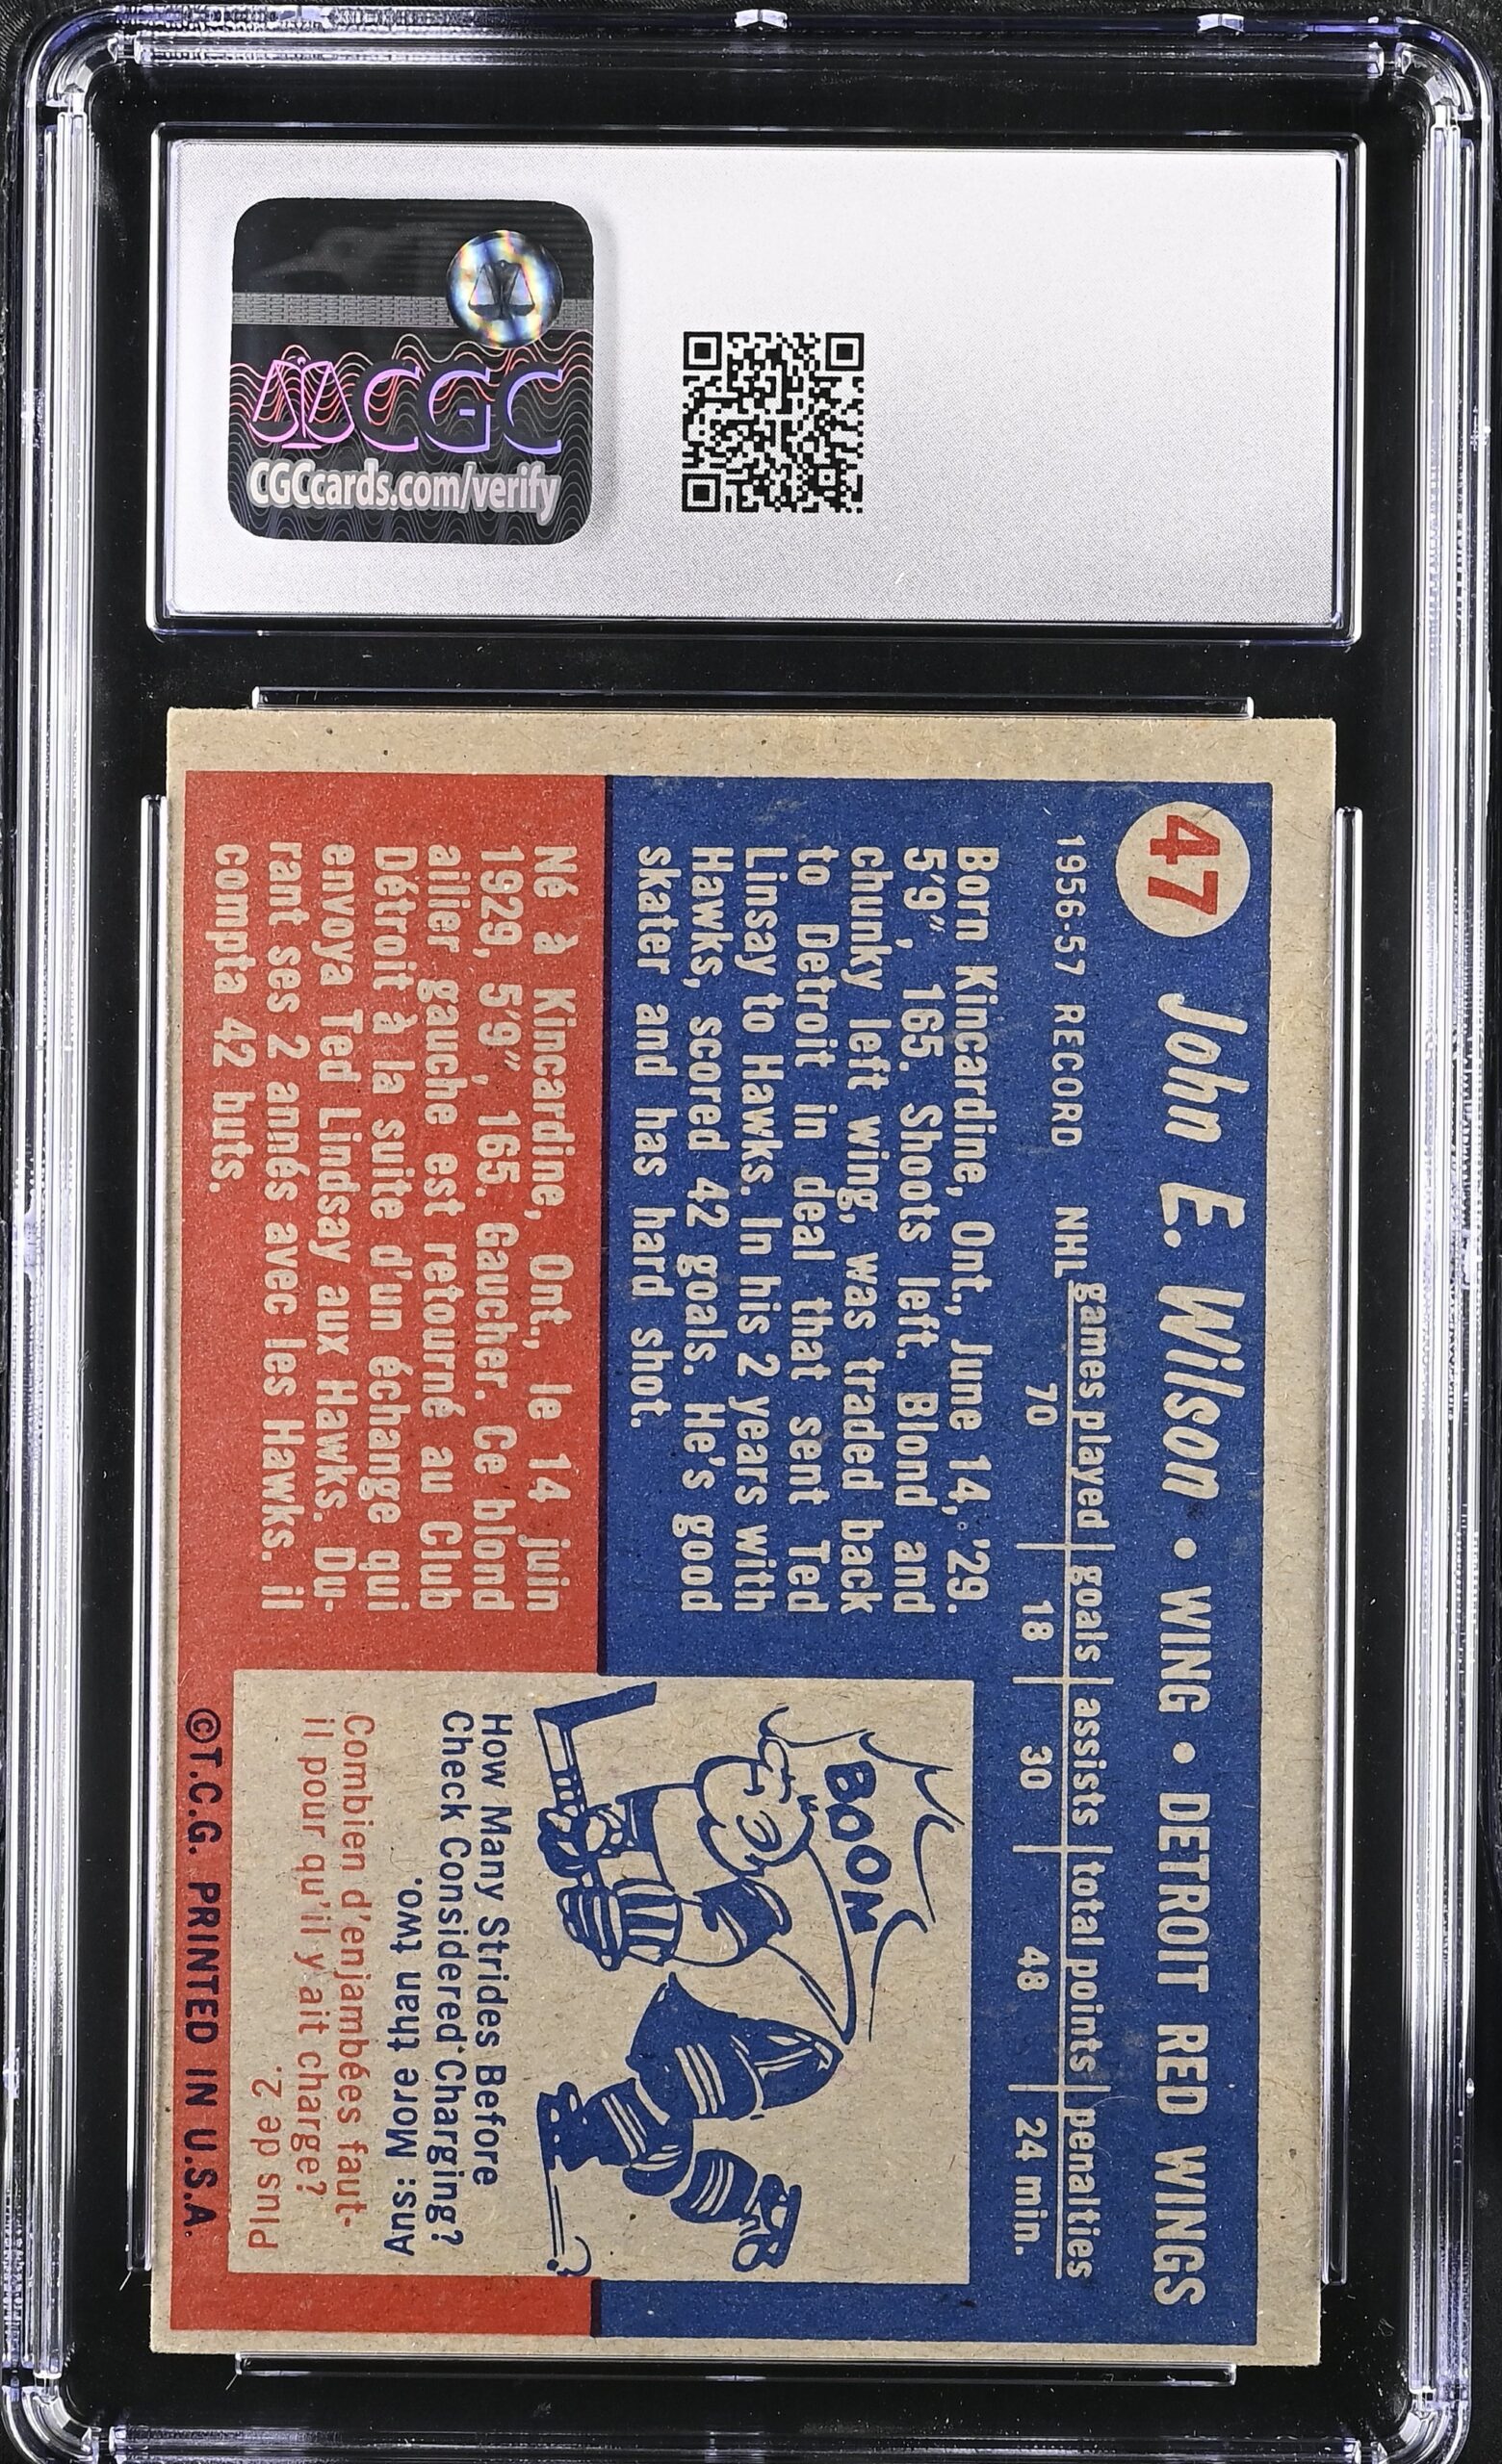 CGC
CGCcards.com/verify
47 John E. Wilson • WING • DETROIT RED WINGS
1956-57 RECORD NHL games played goals assists total points penalties
70 18 30 48 24 min.
Born Kincardine, Ont., June 14, '29.
5'9", 165. Shoots left. Blond and
chunky left wing, was traded back
to Detroit in deal that sent Ted
Linsay to Hawks. In his 2 years with
Hawks, scored 42 goals. He's good
skater and has hard shot.
Né à Kincardine, Ont., le 14 juin
1929, 5'9", 165. Gaucher. Ce blond
ailier gauche est retourné au Club
Détroit à la suite d'un échange qui
envoya Ted Lindsay aux Hawks. Du-
rant ses 2 annés avec les Hawks. il
compta 42 buts.
BOOM
How Many Strides Before
Check Considered Charging?
Ans: More than two.
Combien d'enjambées faut-
il pour qu'il y ait charge?
Plus de 2.
©T.C.G. PRINTED IN U.S.A.